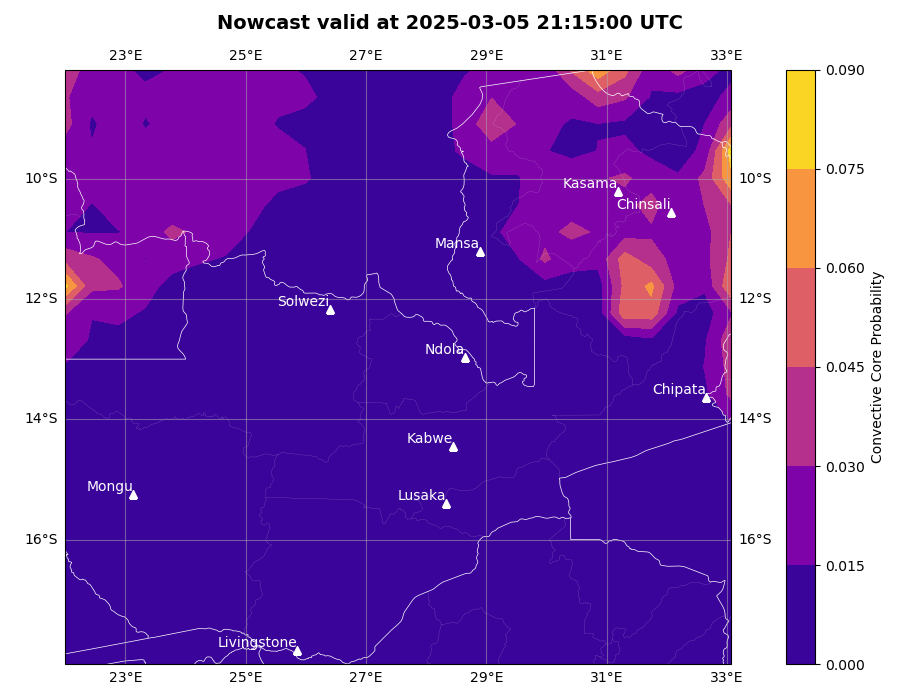 Nowcast valid at 2025-03-05 21:15:00 UTC
23°E 25°E 27°E 29°E 31°E 33°E
0.090
0.075
10°S 10°S
Kasama
Chinsali
Mansa
0.060
12°S 12°S
Solwezi
Ndola
0.045
Chipata
14°S 14°S
Kabwe
0.030
Mongu
Lusaka
16°S 16°S
0.015
Livingstone
0.000
23°E 25°E 27°E 29°E 31°E 33°E
Convective Core Probability